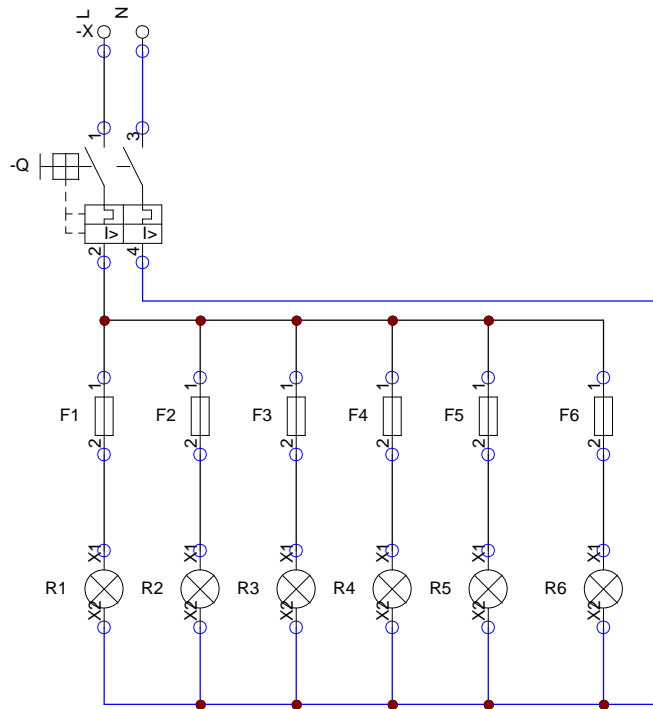 L N
-X
1 3
-Q
I> I>
2 4
1 1 1 1 1 1
F1 F2 F3 F4 F5 F6
2 2 2 2 2 2
X1 X1 X1 X1 X1 X1
R1 R2 R3 R4 R5 R6
X2 X2 X2 X2 X2 X2